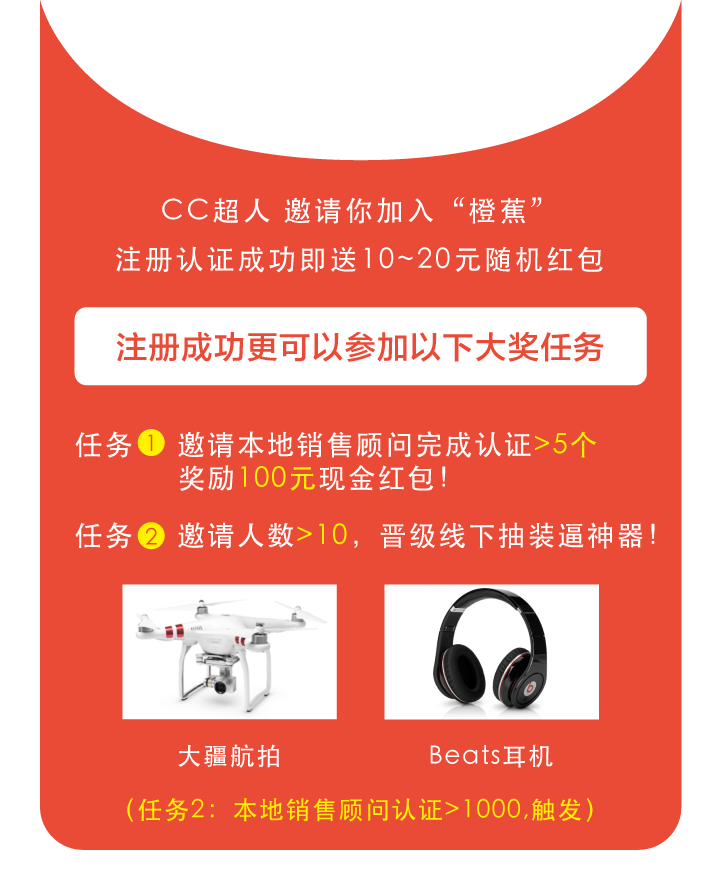 CC超人 邀请你加入“橙蕉”
注册认证成功即送10~20元随机红包
注册成功更可以参加以下大奖任务
任务 1 邀请本地销售顾问完成认证>5个
奖励100元现金红包！
任务 2 邀请人数>10，晋级线下抽装逼神器！
大疆航拍
Beats耳机
（任务2：本地销售顾问认证>1000,触发）